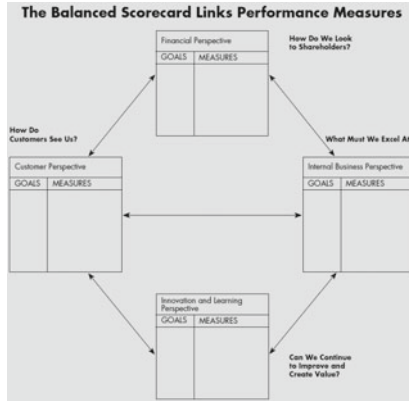 The Balanced Scorecard Links Performance Measures
Financial Perspective
GOALS MEASURES
How Do We Look
to Shareholders?
How Do
Customers See Us?
What Must We Excel At
Customer Perspective
GOALS MEASURES
Internal Business Perspective
GOALS MEASURES
Innovation and Learning
Perspective
GOALS MEASURES
Can We Continue
to Improve and
Create Value?